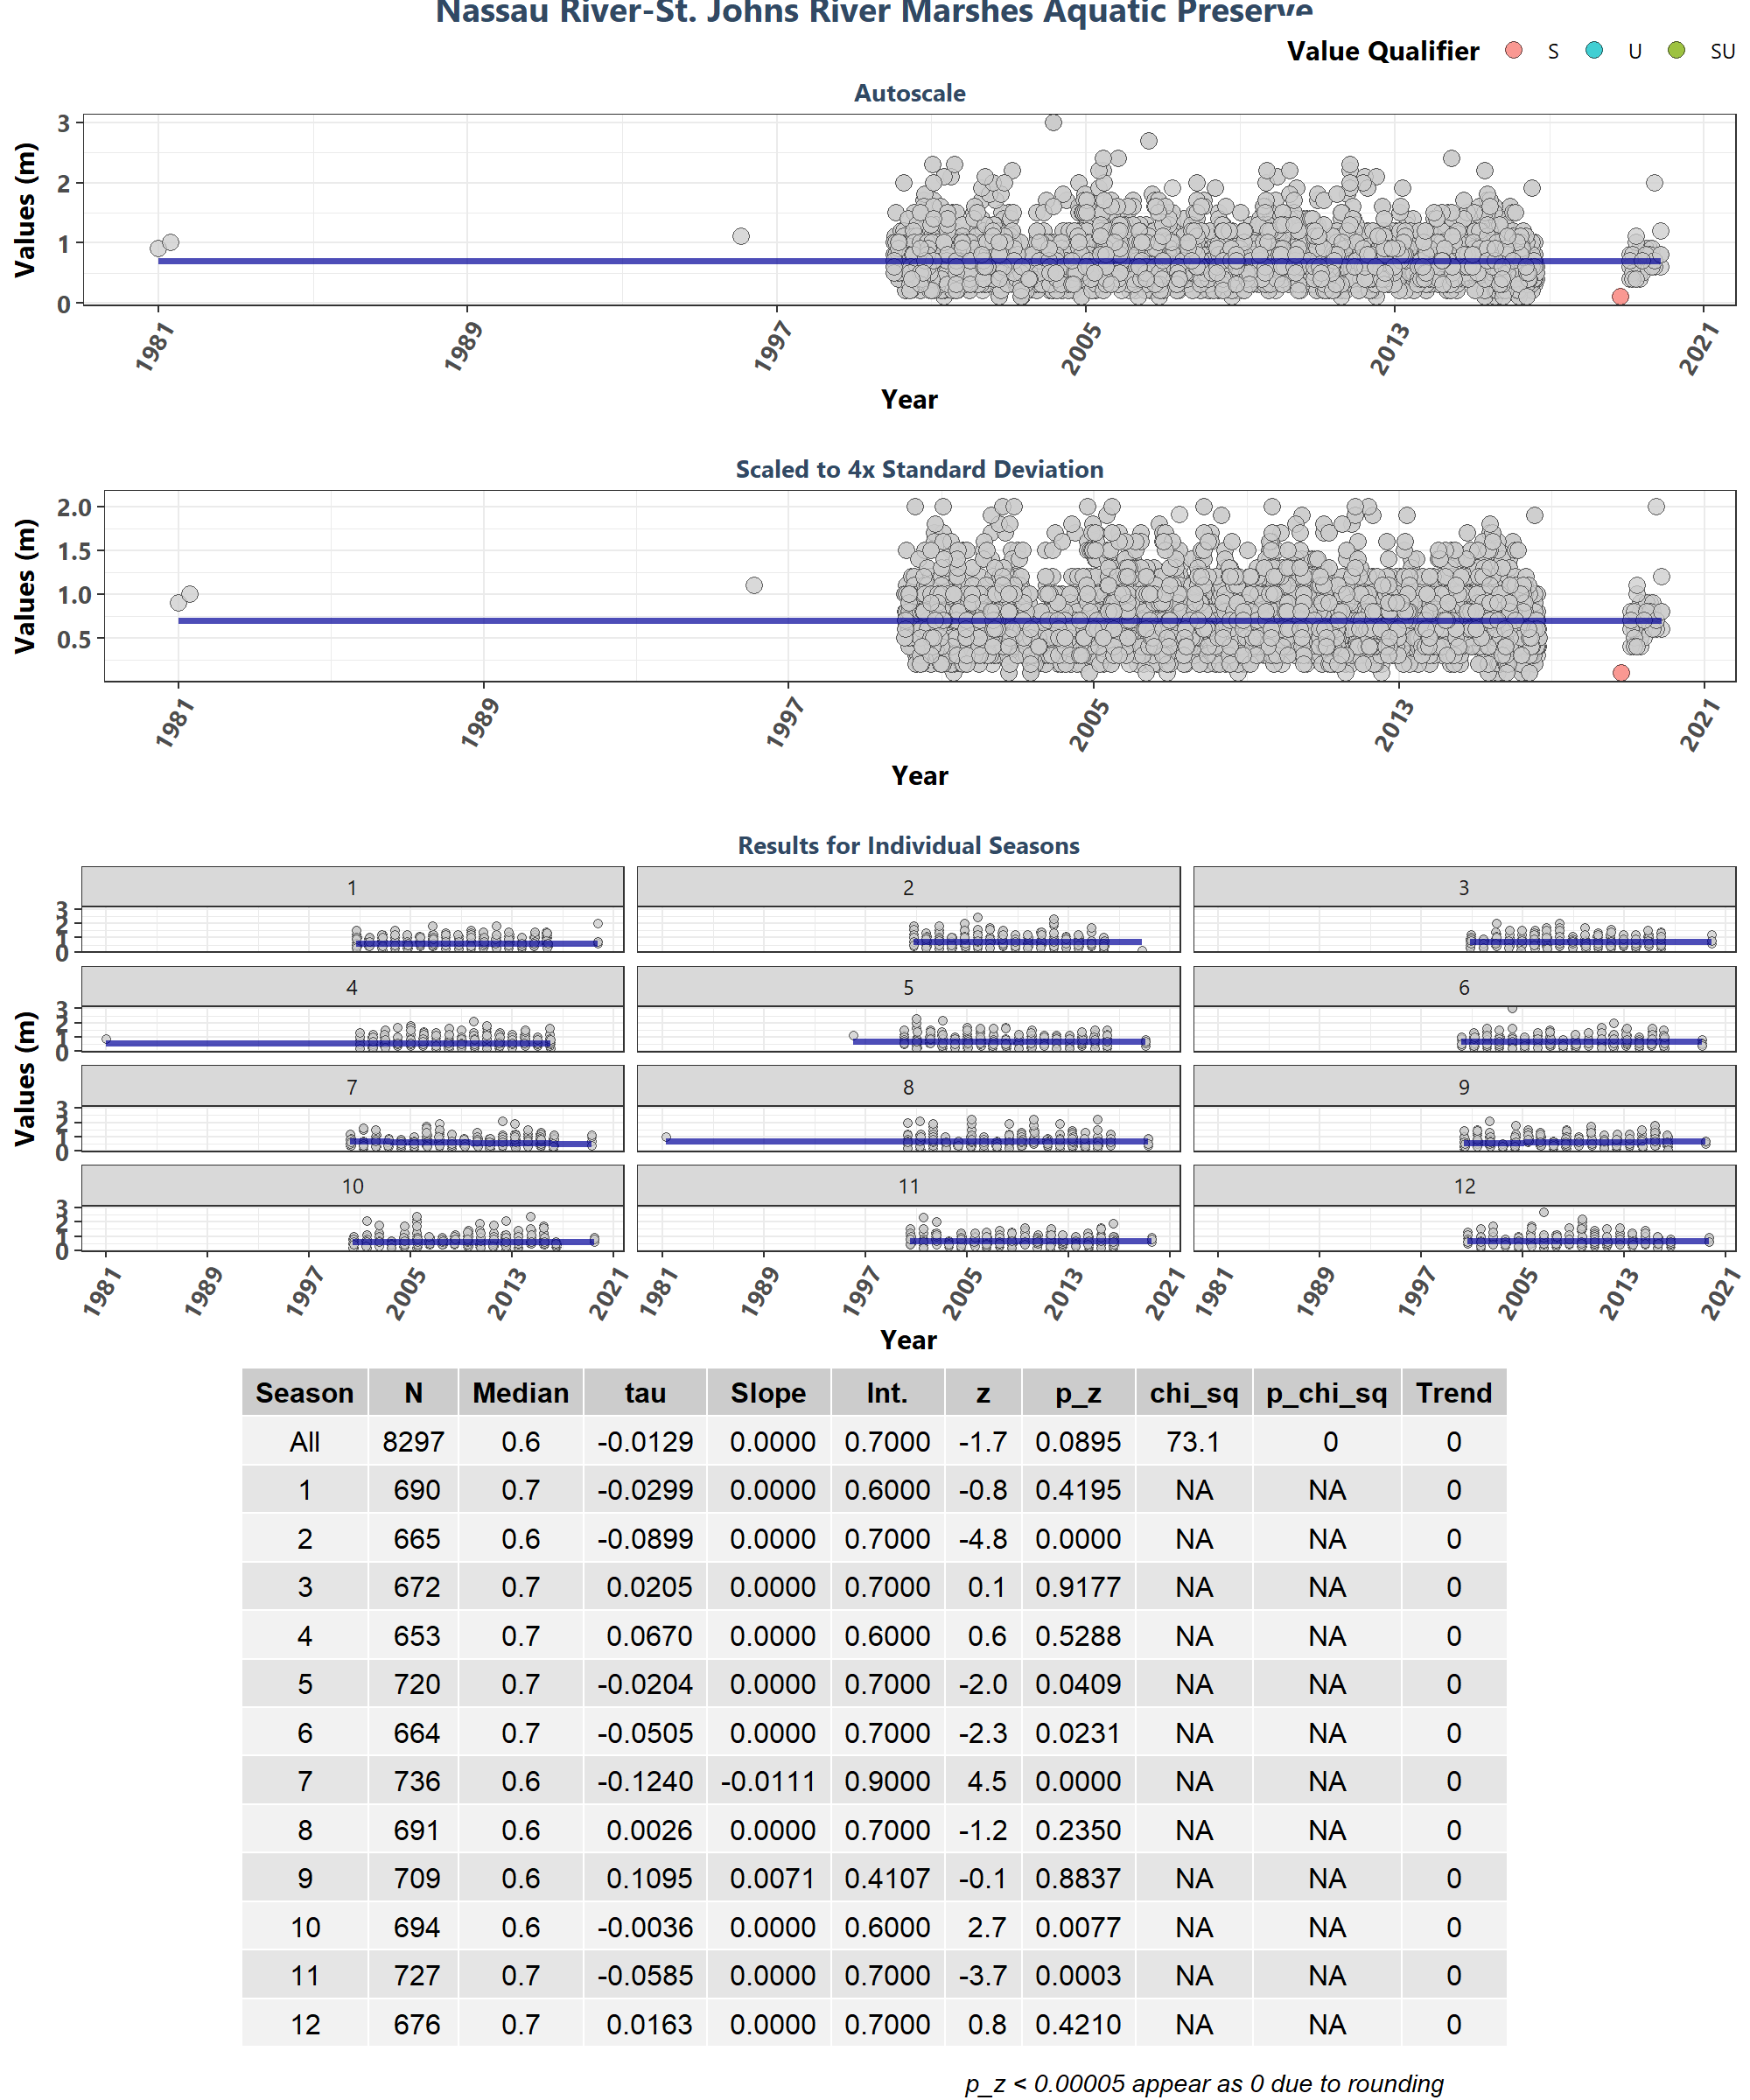 Nassau River-St. Johns River Marshes Aquatic Preserve
Value Qualifier S U SU
Autoscale
Values (m)
3
2
1
0
1981 1989 1997 2005 2013 2021
Year
Scaled to 4x Standard Deviation
Values (m)
2.0
1.5
1.0
0.5
1981 1989 1997 2005 2013 2021
Year
Results for Individual Seasons
Values (m)
1 2 3
3
2
1
0
4 5 6
3
2
1
0
7 8 9
3
2
1
0
10 11 12
3
2
1
0
1981 1989 1997 2005 2013 2021 1981 1989 1997 2005 2013 2021 1981 1989 1997 2005 2013 2021
Year
Season N Median tau Slope Int. z p_z chi_sq p_chi_sq Trend
All 8297 0.6 -0.0129 0.0000 0.7000 -1.7 0.0895 73.1 0 0
1 690 0.7 -0.0299 0.0000 0.6000 -0.8 0.4195 NA NA 0
2 665 0.6 -0.0899 0.0000 0.7000 -4.8 0.0000 NA NA 0
3 672 0.7 0.0205 0.0000 0.7000 0.1 0.9177 NA NA 0
4 653 0.7 0.0670 0.0000 0.6000 0.6 0.5288 NA NA 0
5 720 0.7 -0.0204 0.0000 0.7000 -2.0 0.0409 NA NA 0
6 664 0.7 -0.0505 0.0000 0.7000 -2.3 0.0231 NA NA 0
7 736 0.6 -0.1240 -0.0111 0.9000 4.5 0.0000 NA NA 0
8 691 0.6 0.0026 0.0000 0.7000 -1.2 0.2350 NA NA 0
9 709 0.6 0.1095 0.0071 0.4107 -0.1 0.8837 NA NA 0
10 694 0.6 -0.0036 0.0000 0.6000 2.7 0.0077 NA NA 0
11 727 0.7 -0.0585 0.0000 0.7000 -3.7 0.0003 NA NA 0
12 676 0.7 0.0163 0.0000 0.7000 0.8 0.4210 NA NA 0
p_z < 0.00005 appear as 0 due to rounding